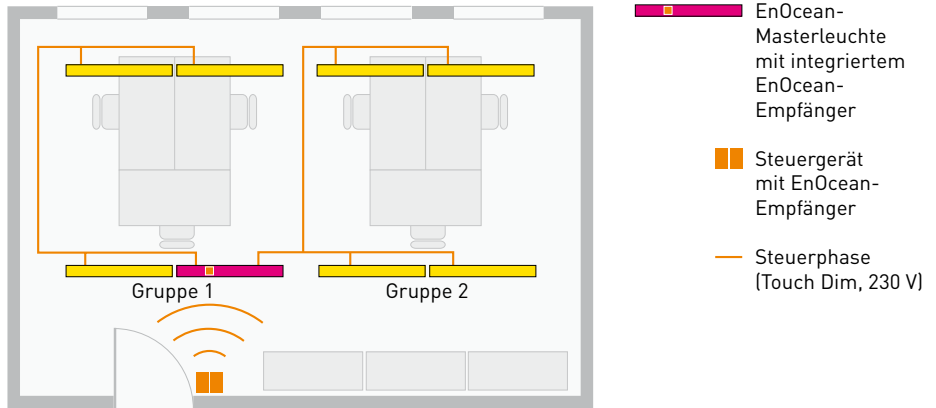 Gruppe 1
Gruppe 2
EnOcean-
Masterleuchte
mit integriertem
EnOcean-
Empfänger
Steuergerät
mit EnOcean-
Empfänger
Steuerphase
(Touch Dim, 230 V)